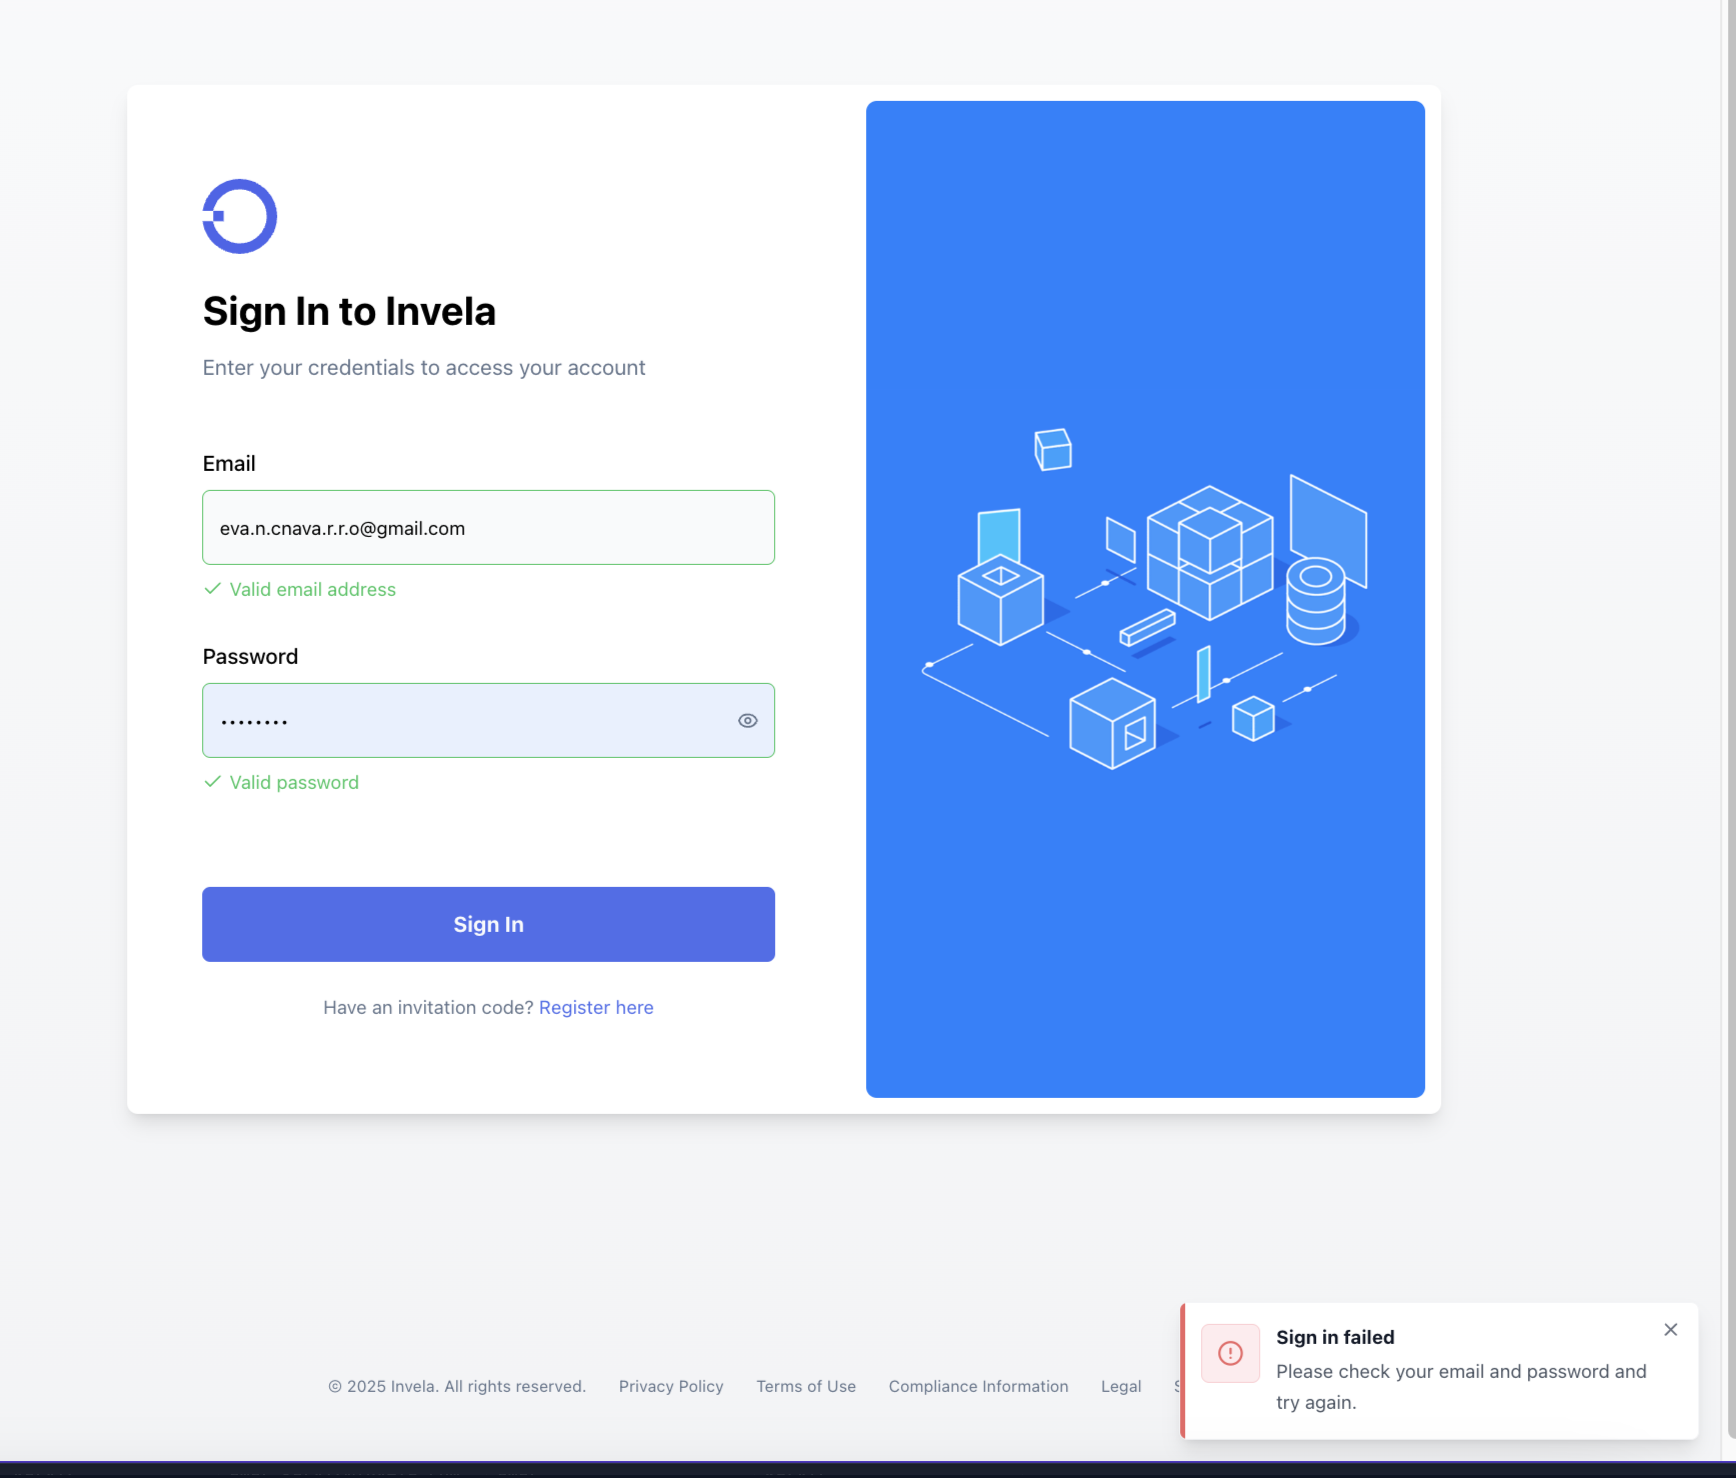 Sign In to Invela
Enter your credentials to access your account
Email
eva.n.cnava.r.r.o@gmail.com
Valid email address
Password
••••••••
Valid password
Sign In
Have an invitation code? Register here
© 2025 Invela. All rights reserved. Privacy Policy Terms of Use Compliance Information Legal
Sign in failed
Please check your email and password and
try again.